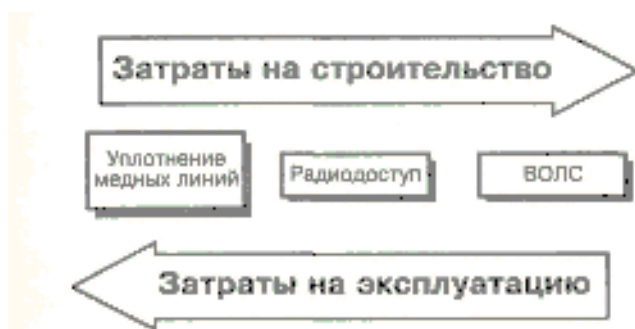 Затраты на строительство
Уплотнение
медных линий
Радиодоступ
ВОЛС
Затраты на эксплуатацию